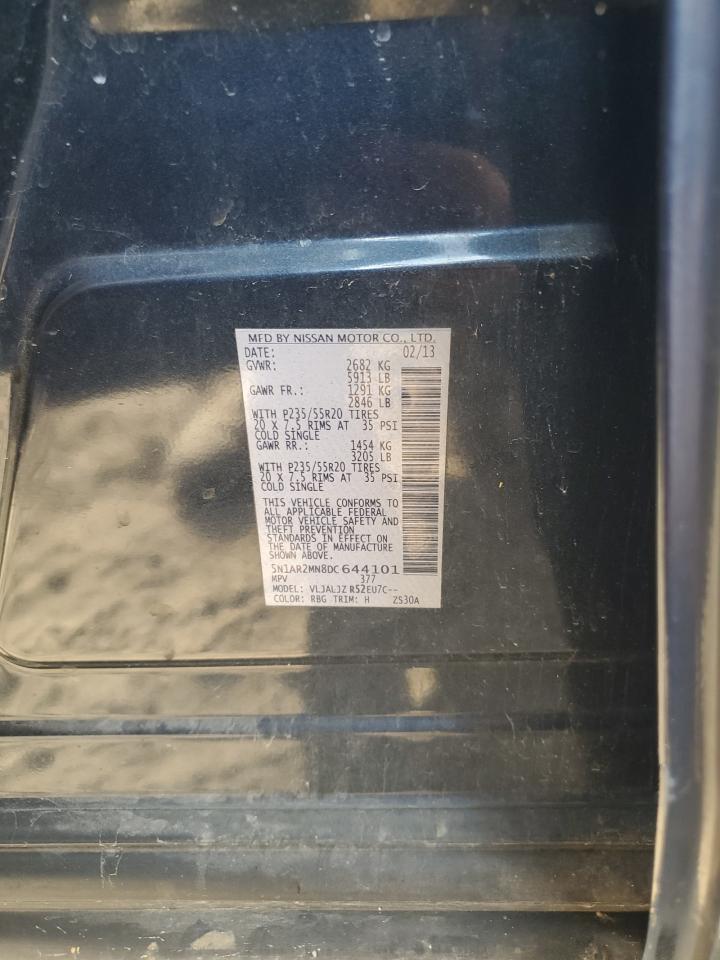 MFD BY NISSAN MOTOR CO., LTD.
DATE: 02/13
GVWR: 2682 KG
5913 LB
GAWR FR.: 1291 KG
2846 LB
WITH P235/55R20 TIRES
20 X 7.5 RIMS AT 35 PSI
COLD SINGLE
GAWR RR.: 1454 KG
3205 LB
WITH P235/55R20 TIRES
20 X 7.5 RIMS AT 35 PSI
COLD SINGLE
THIS VEHICLE CONFORMS TO
ALL APPLICABLE FEDERAL
MOTOR VEHICLE SAFETY AND
THEFT PREVENTION
STANDARDS IN EFFECT ON
THE DATE OF MANUFACTURE
SHOWN ABOVE.
5N1AR2MN8DC644101
MPV 377
MODEL: VLJALJZ R52EU7C--
COLOR: RBG TRIM: H ZS30A